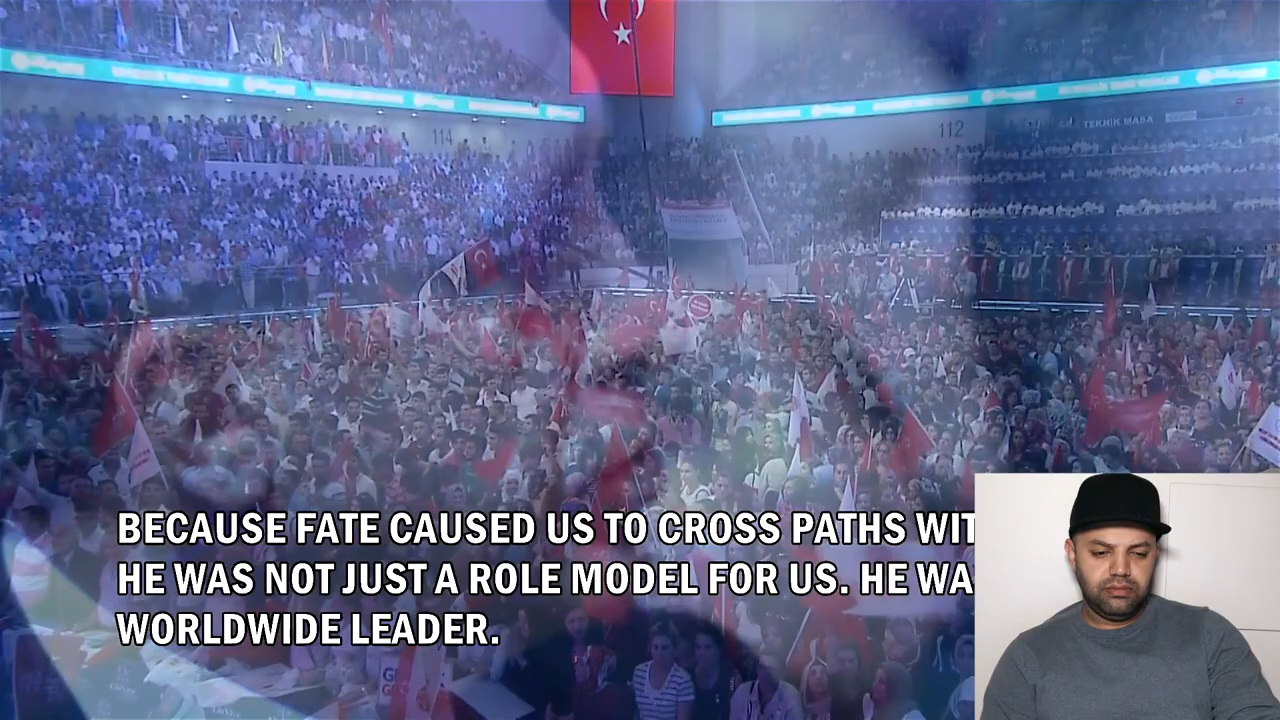 114
112
TEKNİK MASA
BECAUSE FATE CAUSED US TO CROSS PATHS WIT
HE WAS NOT JUST A ROLE MODEL FOR US. HE WA
WORLDWIDE LEADER.